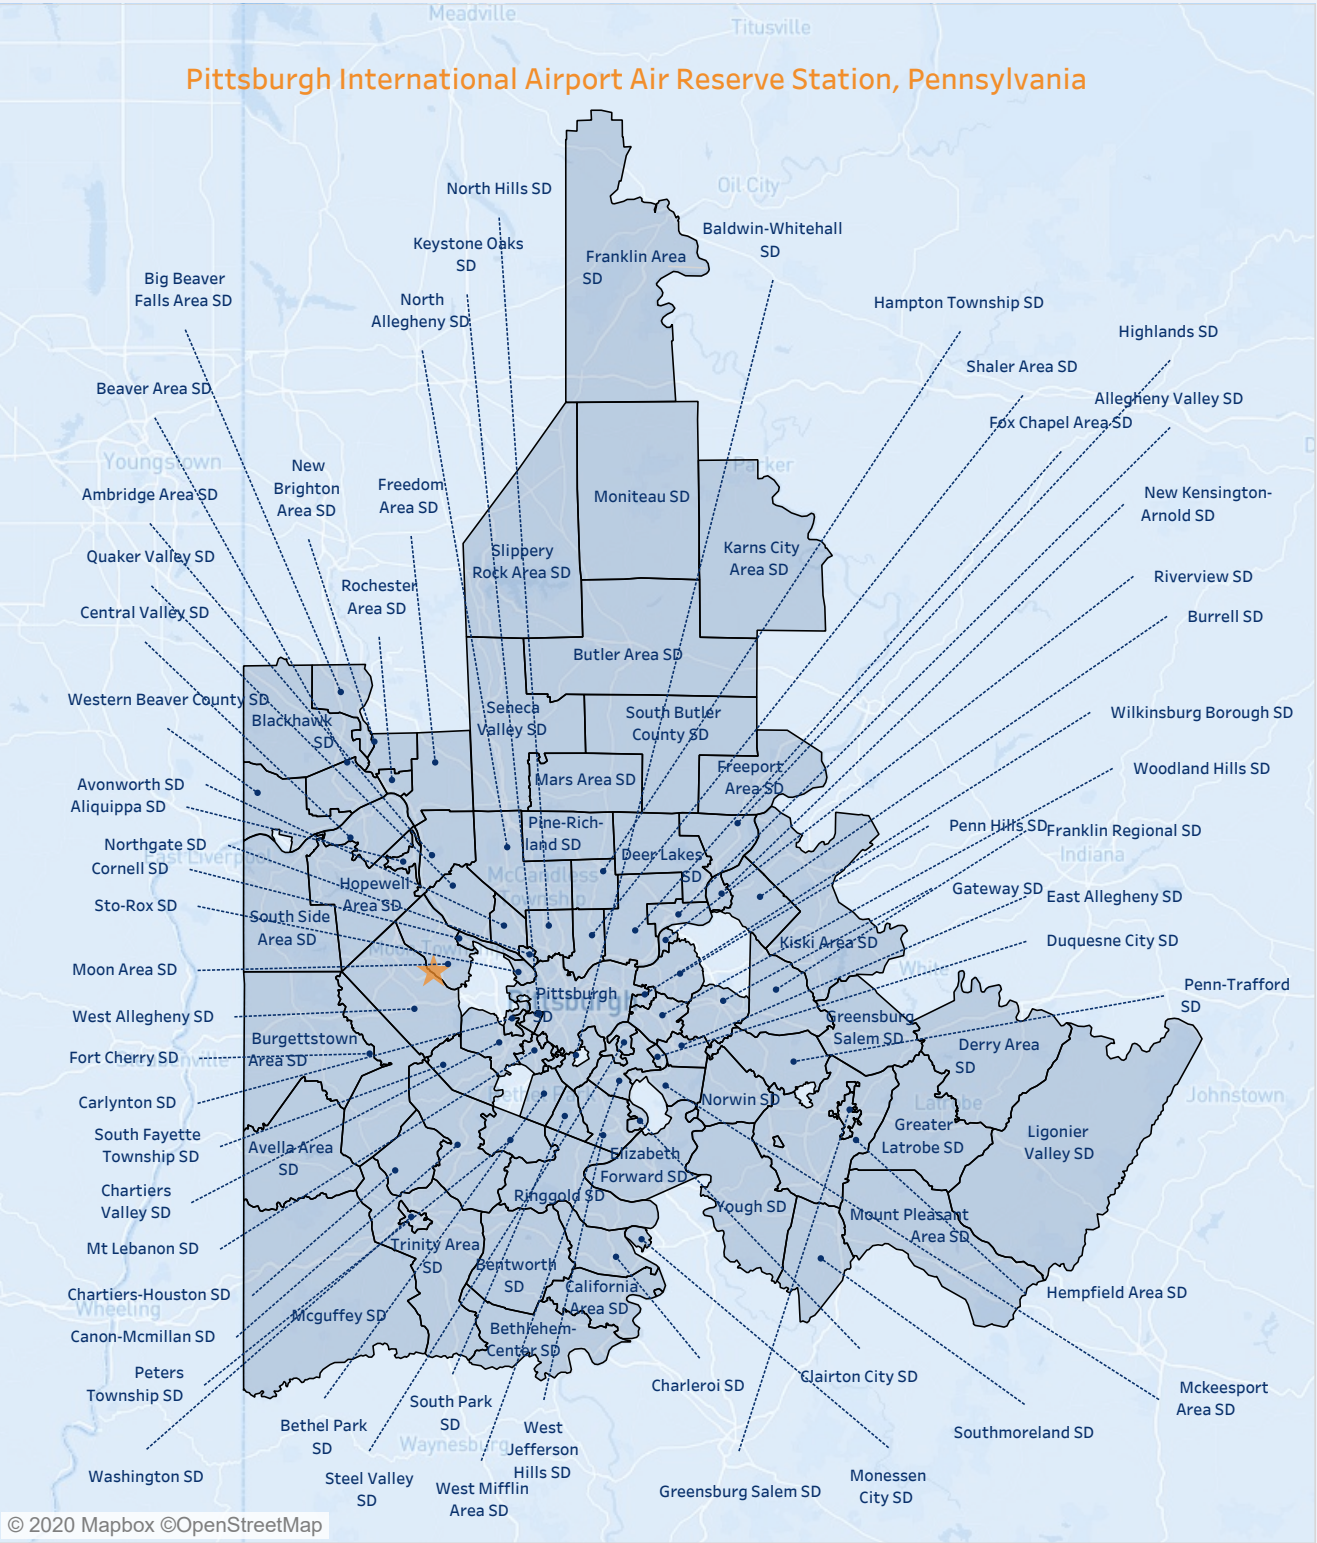 Meadville
Titusville
Pittsburgh International Airport Air Reserve Station, Pennsylvania
North Hills SD
Oil City
Baldwin-Whitehall
SD
Keystone Oaks
SD
Franklin Area
SD
Big Beaver
Falls Area SD
North
Allegheny SD
Hampton Township SD
Highlands SD
Shaler Area SD
Beaver Area SD
Allegheny Valley SD
Fox Chapel Area SD
Youngstown
Parker
New
Brighton
Area SD
Freedom
Area SD
Ambridge Area SD
Moniteau SD
New Kensington-
Arnold SD
Quaker Valley SD
Slippery
Rock Area SD
Karns City
Area SD
Riverview SD
Rochester
Area SD
Central Valley SD
Burrell SD
Butler Area SD
Western Beaver County SD
Blackhawk
SD
Seneca
Valley SD
South Butler
County SD
Wilkinsburg Borough SD
Avonworth SD
Mars Area SD
Freeport
Area SD
Woodland Hills SD
Aliquippa SD
Pine-Rich-
land SD
Penn Hills SD
Franklin Regional SD
Northgate SD
East Liverpool
Deer Lakes
SD
Indiana
Cornell SD
McCandless
Township
Hopewell
Area SD
Gateway SD
East Allegheny SD
Sto-Rox SD
South Side
Area SD
Kiski Area SD
Duquesne City SD
Moon Area SD
White
Penn-Trafford
SD
Pittsburgh
Pittsburgh
SD
West Allegheny SD
Greensburg
Salem SD
Burgettstown
Area SD
Derry Area
SD
Fort Cherry SD
Steubenville
Bethel Park
Norwin SD
Latrobe
Johnstown
Carlynton SD
South Fayette
Township SD
Avella Area
SD
Greater
Latrobe SD
Ligonier
Valley SD
Elizabeth
Forward SD
Chartiers
Valley SD
Ringgold SD
Yough SD
Mount Pleasant
Area SD
Mt Lebanon SD
Trinity Area
SD
Bentworth
SD
Chartiers-Houston SD
California
Area SD
Hempfield Area SD
Wheeling
Mcguffey SD
Canon-Mcmillan SD
Bethlehem-
Center SD
Peters
Township SD
Charleroi SD
Clairton City SD
Mckeesport
Area SD
South Park
SD
Bethel Park
SD
West
Jefferson
Hills SD
Southmoreland SD
Waynesburg
Washington SD
Steel Valley
SD
West Mifflin
Area SD
Greensburg Salem SD
Monessen
City SD
© 2020 Mapbox ©OpenStreetMap